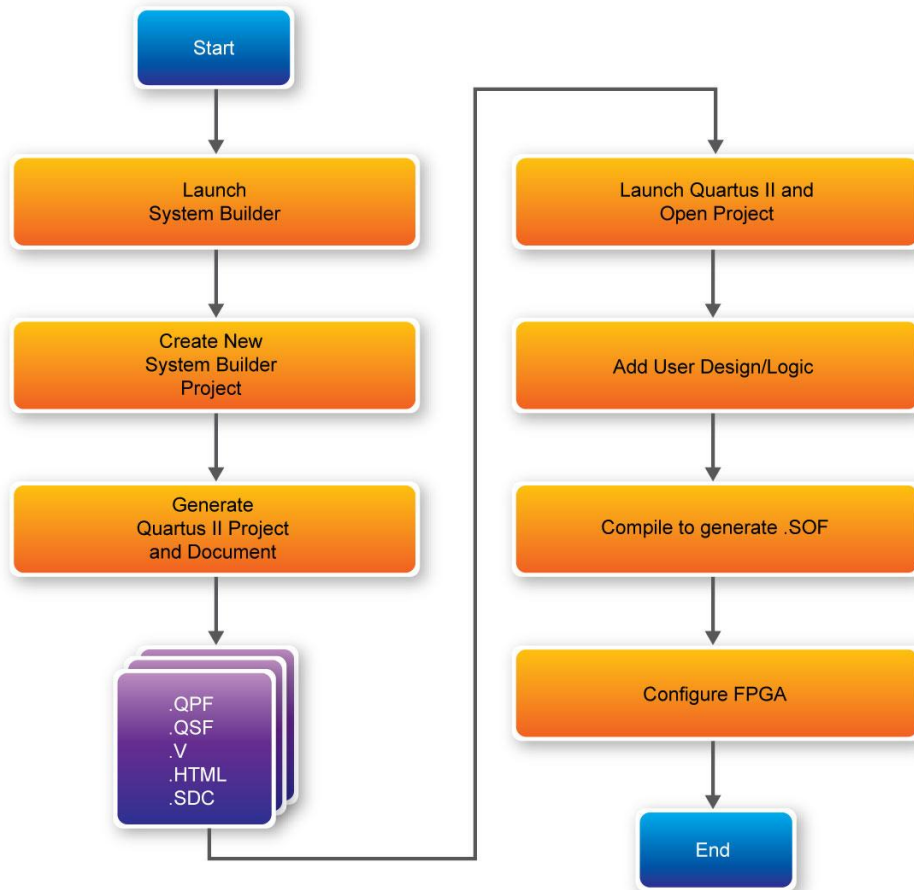 Start
Launch
System Builder
Create New
System Builder
Project
Generate
Quartus II Project
and Document
.QPF
.QSF
.V
.HTML
.SDC
Launch Quartus II and
Open Project
Add User Design/Logic
Compile to generate .SOF
Configure FPGA
End